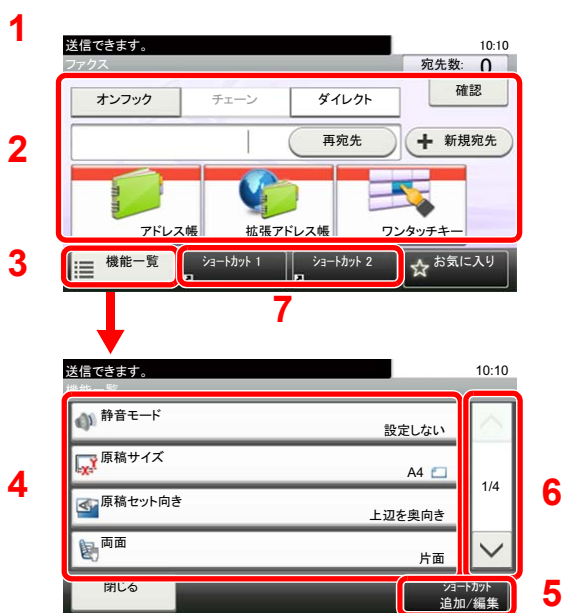 1
送信できます。 10:10
ファクス 宛先数: 0
オンフック チェーン ダイレクト 確認
2
再宛先 新規宛先
アドレス帳 拡張アドレス帳 ワンタッチキー
3
機能一覧 ショートカット 1 ショートカット 2 お気に入り
7
送信できます。 10:10
機能一覧
静音モード
設定しない
原稿サイズ
A4
4
1/4
6
原稿セット向き
上辺を奥向き
両面
片面
閉じる ショートカット
追加/編集
5